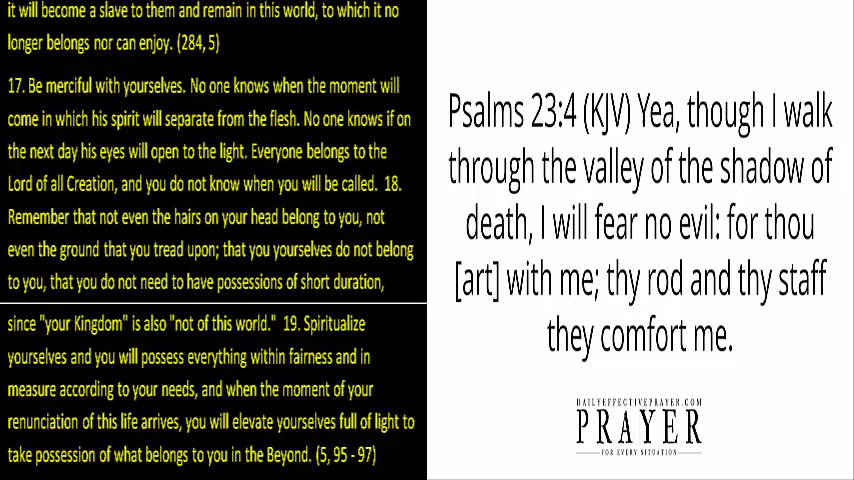 it will become a slave to them and remain in this world, to which it no
longer belongs nor can enjoy. (284, 5)
17. Be merciful with yourselves. No one knows when the moment will
come in which his spirit will separate from the flesh. No one knows if on
the next day his eyes will open to the light. Everyone belongs to the
Lord of all Creation, and you do not know when you will be called.  18.
Remember that not even the hairs on your head belong to you, not
even the ground that you tread upon; that you yourselves do not belong
to you, that you do not need to have possessions of short duration,
since "your Kingdom" is also "not of this world."  19. Spiritualize
yourselves and you will possess everything within fairness and in
measure according to your needs, and when the moment of your
renunciation of this life arrives, you will elevate yourselves full of light to
take possession of what belongs to you in the Beyond. (5, 95 - 97)
Psalms 23:4 (KJV) Yea, though I walk
through the valley of the shadow of
death, I will fear no evil: for thou
[art] with me; thy rod and thy staff
they comfort me.
DAILYEFFECTIVEPRAYER.COM
PRAYER
FOR EVERY SITUATION